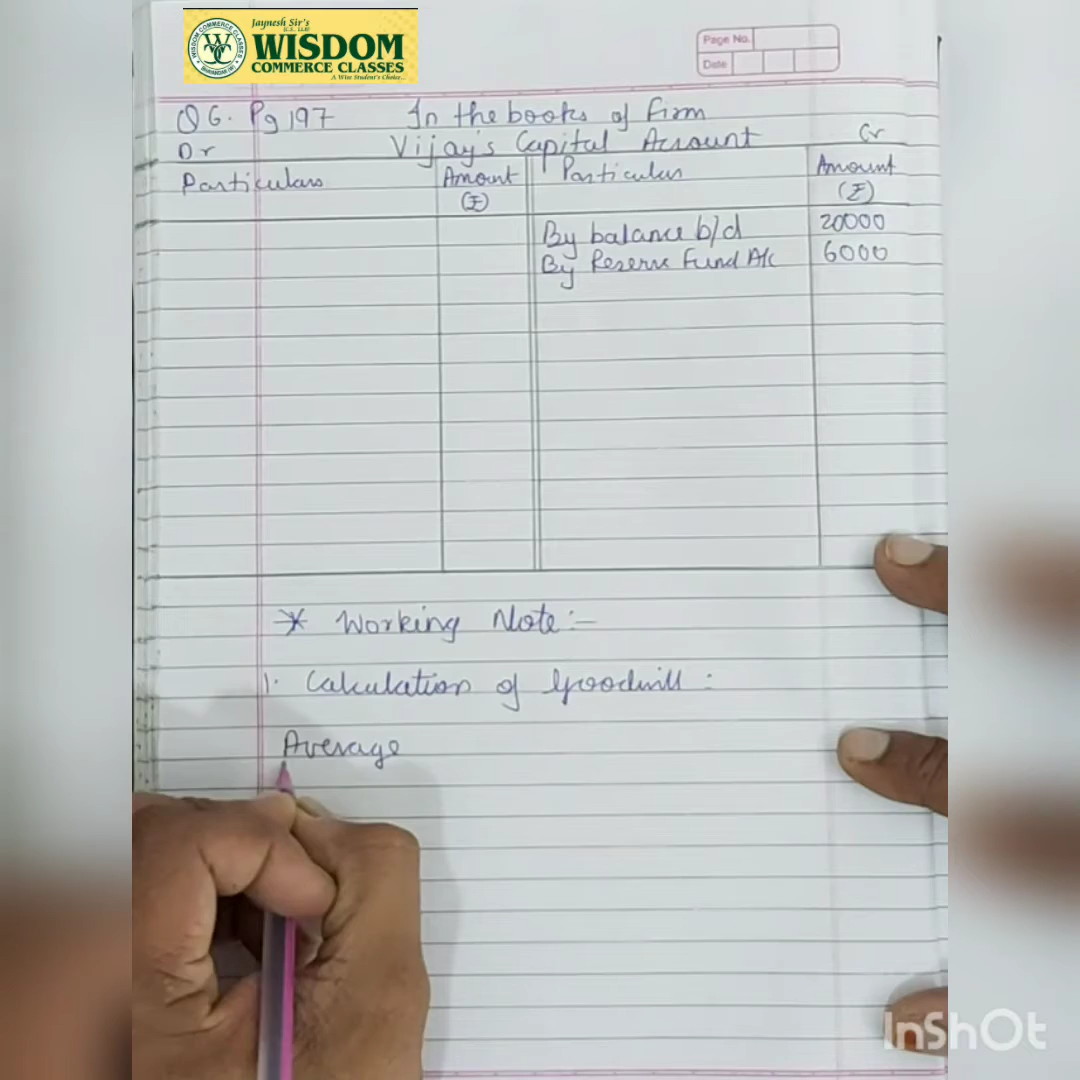 Jaynesh Sir's
WISDOM
COMMERCE CLASSES
A Wise Student's Choice...
Page No.
Date
Q6. Pg 197 In the books of Firm
Dr Vijay's Capital Account Cr
Particulars Amount (₹) Particulars Amount (₹)
By balance b/d 20000
By Reserve Fund A/c 6000
* Working Note:-
1. Calculation of Goodwill:
Average
InShOt